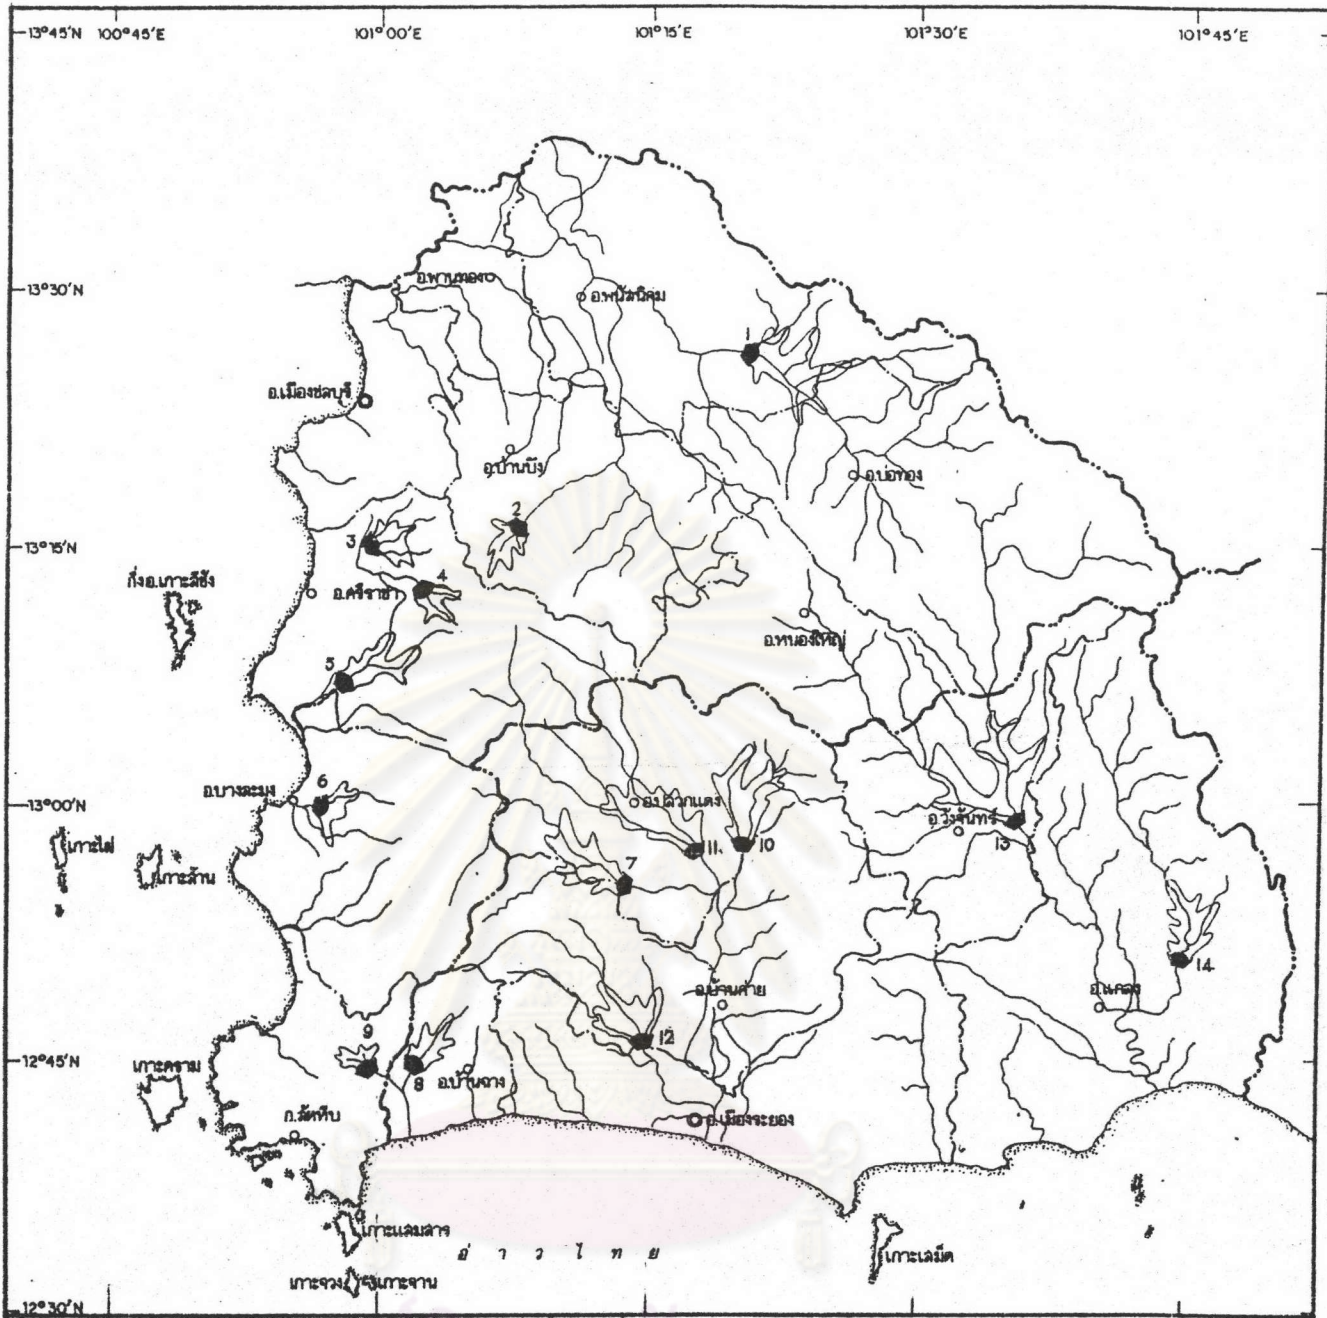 13°45'N 100°45'E 101°00'E 101°15'E 101°30'E 101°45'E
13°30'N
อ.พานทอง
อ.พนัสนิคม
1
อ.เมืองชลบุรี
อ.บ้านบึง
อ.บ่อทอง
2
3
13°15'N
กิ่งอ.เกาะสีชัง
อ.ศรีราชา
4
อ.หนองใหญ่
5
6
อ.บางละมุง
13°00'N
อ.ปลวกแดง
อ.วังจันทร์
13
11
10
7
เกาะไผ่
เกาะล้าน
14
อ.บ้านค่าย
อ.แกลง
9
12
12°45'N
เกาะคราม
8
อ.บ้านฉาง
ก.สัตหีบ
อ.เมืองระยอง
เกาะแสมสาร
อ่าวไทย
เกาะเสม็ด
เกาะจวง
เกาะจาน
12°30'N